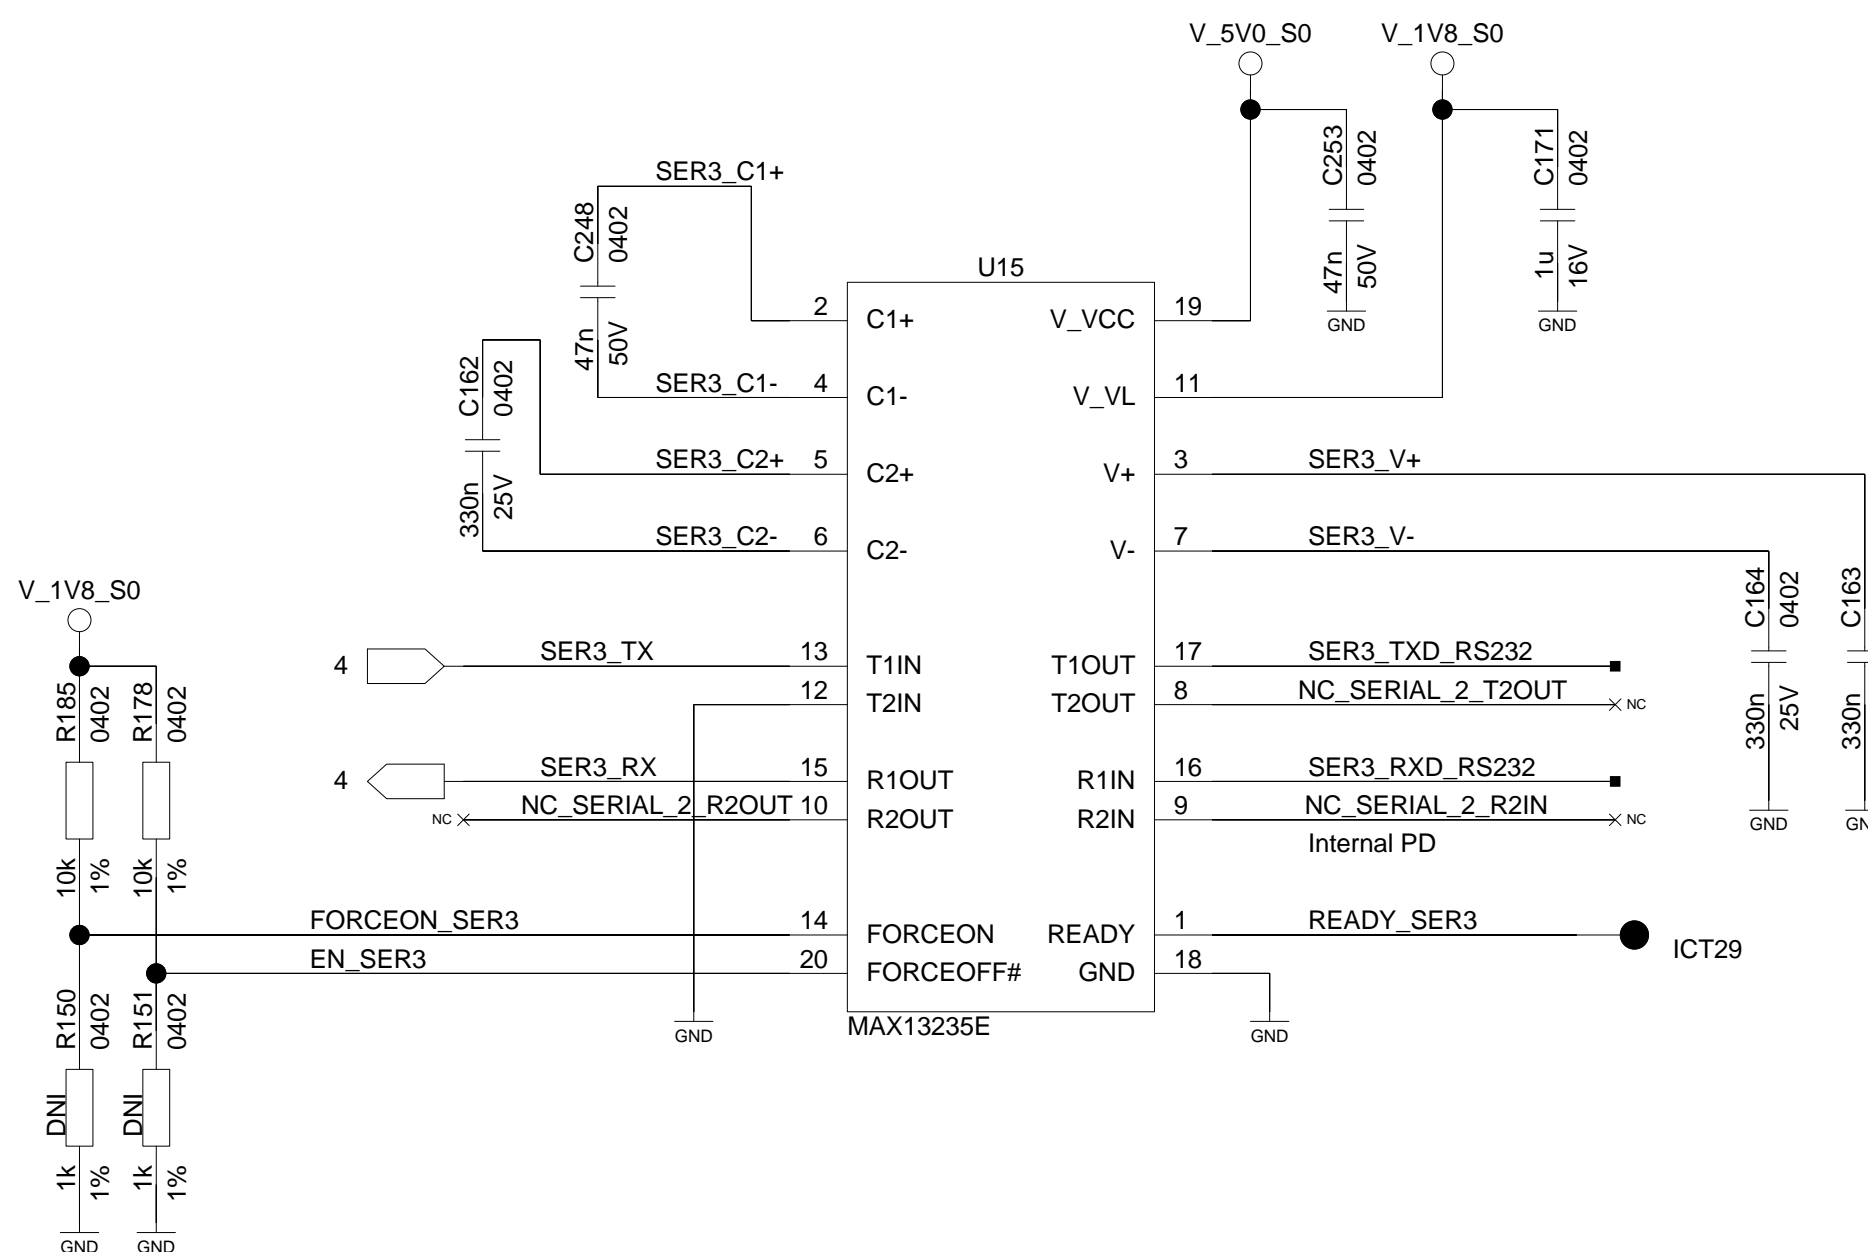 V_5V0_S0
V_1V8_S0
C253
0402
47n
50V
GND
C171
0402
1u
16V
GND
SER3_C1+
C248
0402
47n
50V
SER3_C1-
C162
0402
330n
25V
SER3_C2+
SER3_C2-
U15
2
C1+
V_VCC
19
4
C1-
V_VL
11
5
C2+
V+
3
SER3_V+
6
C2-
V-
7
SER3_V-
C164
0402
330n
25V
GND
C163
330n
V_1V8_S0
4
SER3_TX
13
T1IN
T1OUT
17
SER3_TXD_RS232
12
T2IN
T2OUT
8
NC_SERIAL_2_T2OUT
NC
4
SER3_RX
15
R1OUT
R1IN
16
SER3_RXD_RS232
NC
NC_SERIAL_2_R2OUT
10
R2OUT
R2IN
9
NC_SERIAL_2_R2IN
NC
Internal PD
R185
0402
10k
1%
R178
0402
10k
1%
FORCEON_SER3
14
FORCEON
READY
1
READY_SER3
ICT29
EN_SER3
20
FORCEOFF#
GND
18
GND
GND
MAX13235E
R150
0402
DNI
1k
1%
GND
R151
0402
DNI
1k
1%
GND